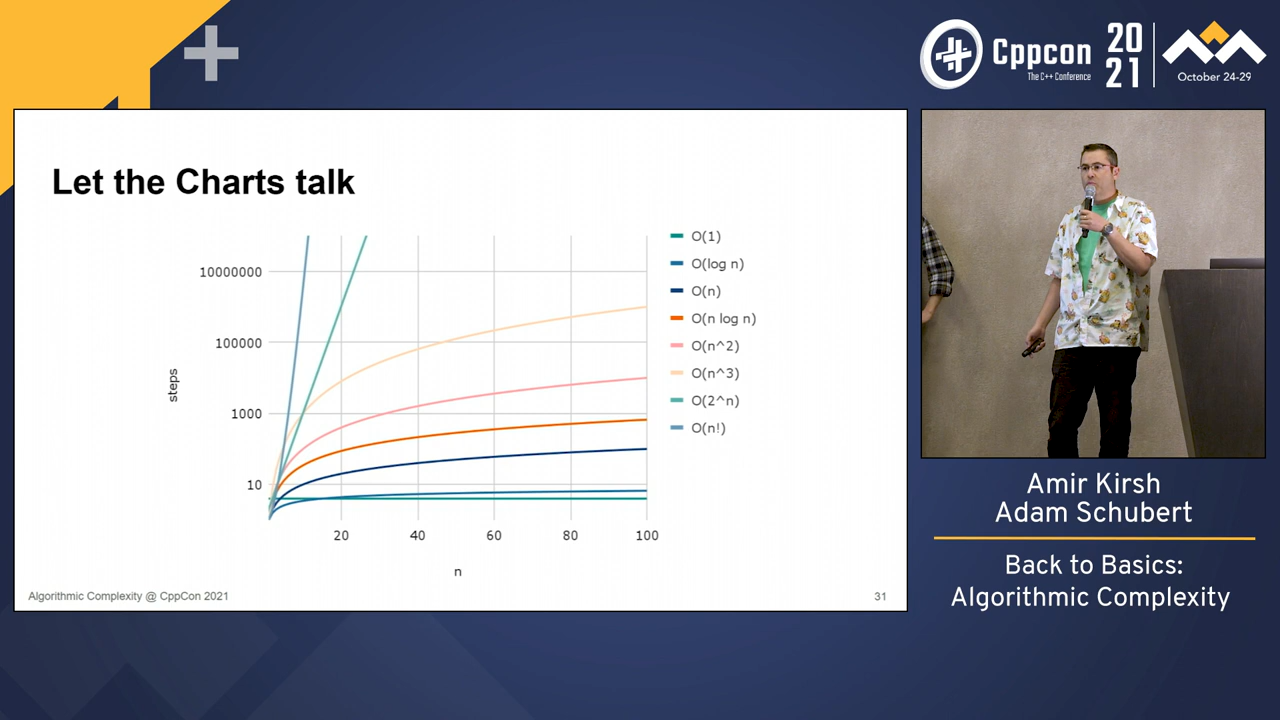 Cppcon
The C++ Conference
20
21
October 24-29
Let the Charts talk
steps
10000000
100000
1000
10
20
40
60
80
100
n
O(1)
O(log n)
O(n)
O(n log n)
O(n^2)
O(n^3)
O(2^n)
O(n!)
Algorithmic Complexity @ CppCon 2021
31
Amir Kirsh
Adam Schubert
Back to Basics:
Algorithmic Complexity